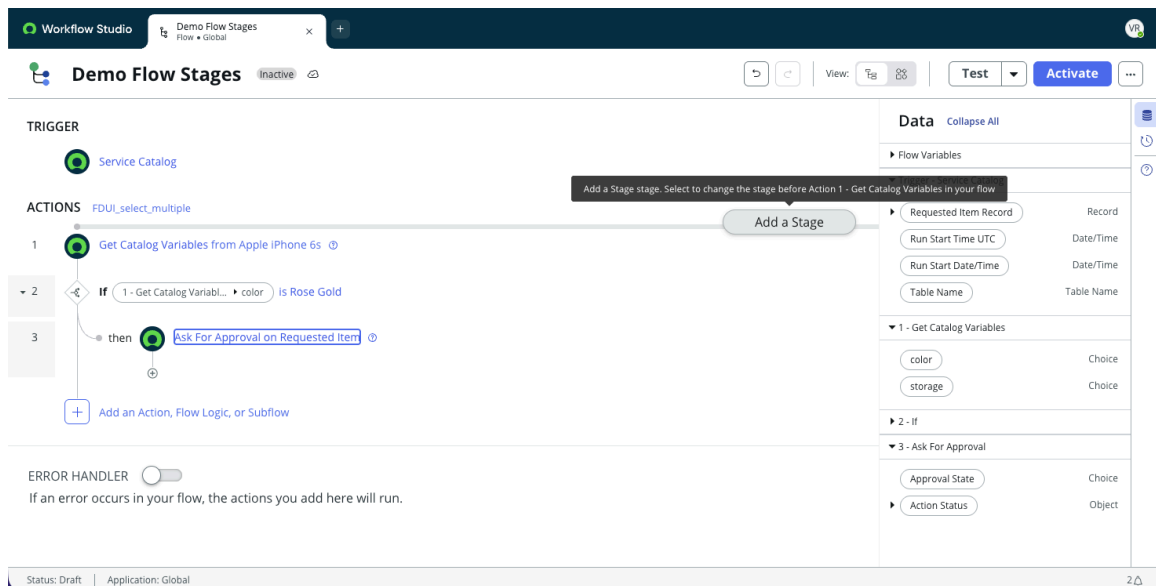 Workflow Studio
Demo Flow Stages
Flow • Global
VR
Demo Flow Stages
Inactive
View:
Test
Activate
TRIGGER
Service Catalog
ACTIONS
FDUI_select_multiple
Add a Stage stage. Select to change the stage before Action 1 - Get Catalog Variables in your flow
Add a Stage
1
Get Catalog Variables from Apple iPhone 6s
2
If
1 - Get Catalog Variabl... ▸ color
is Rose Gold
3
then
Ask For Approval on Requested Item
Add an Action, Flow Logic, or Subflow
ERROR HANDLER
If an error occurs in your flow, the actions you add here will run.
Data
Collapse All
Flow Variables
Trigger - Service Catalog
Requested Item Record Record
Run Start Time UTC Date/Time
Run Start Date/Time Date/Time
Table Name Table Name
1 - Get Catalog Variables
color Choice
storage Choice
2 - If
3 - Ask For Approval
Approval State Choice
Action Status Object
Status: Draft
Application: Global
2